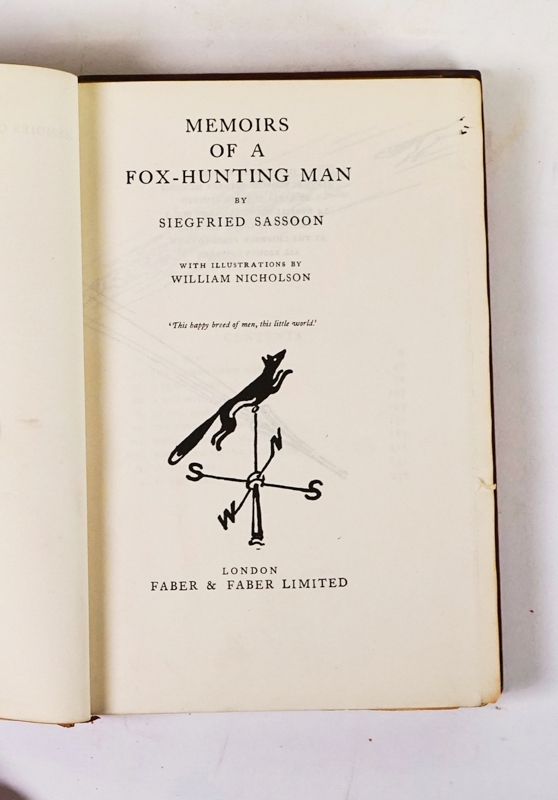 MEMOIRS
OF A
FOX-HUNTING MAN
BY
SIEGFRIED SASSOON
WITH ILLUSTRATIONS BY
WILLIAM NICHOLSON
‘This happy breed of men, this little world.’
N
S S
W
LONDON
FABER & FABER LIMITED